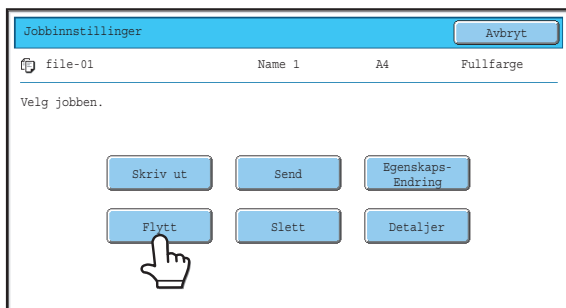 Jobbinnstillinger Avbryt
file-01 Name 1 A4 Fullfarge
Velg jobben.
Skriv ut Send Egenskaps-
Endring
Flytt Slett Detaljer